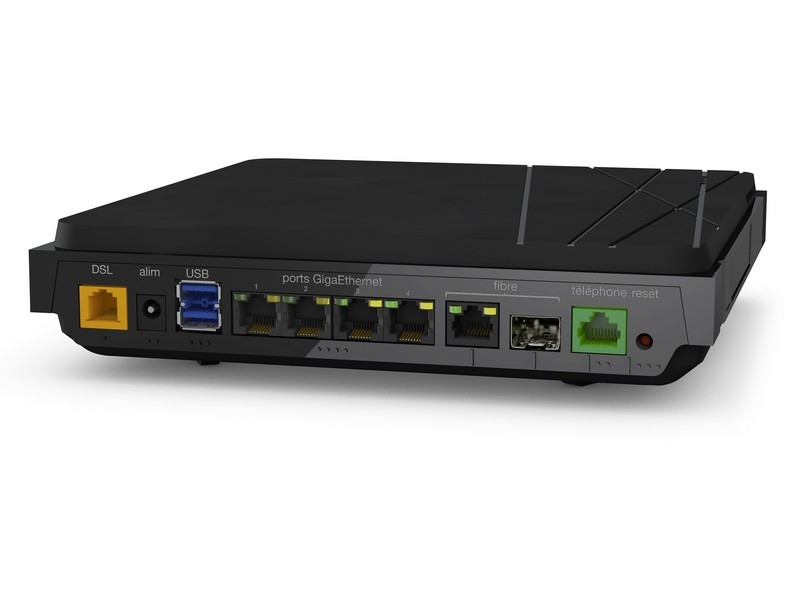 DSL
alim
USB
ports GigaEthernet
1 2 3 4
fibre
téléphone reset